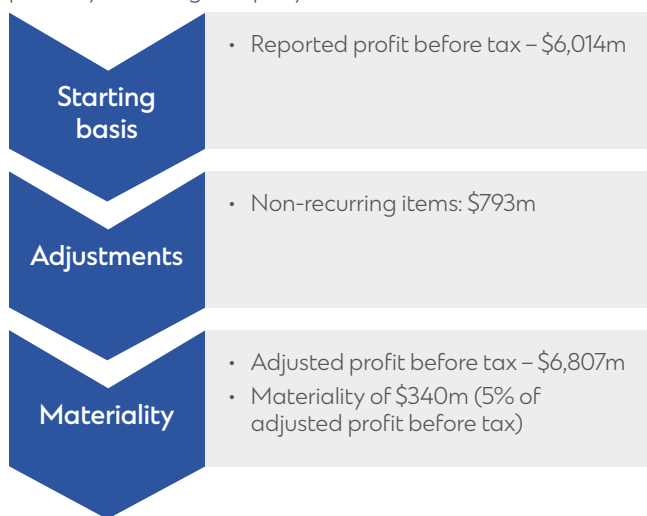 Starting
basis
• Reported profit before tax – $6,014m
Adjustments
• Non-recurring items: $793m
Materiality
• Adjusted profit before tax – $6,807m
• Materiality of $340m (5% of
adjusted profit before tax)